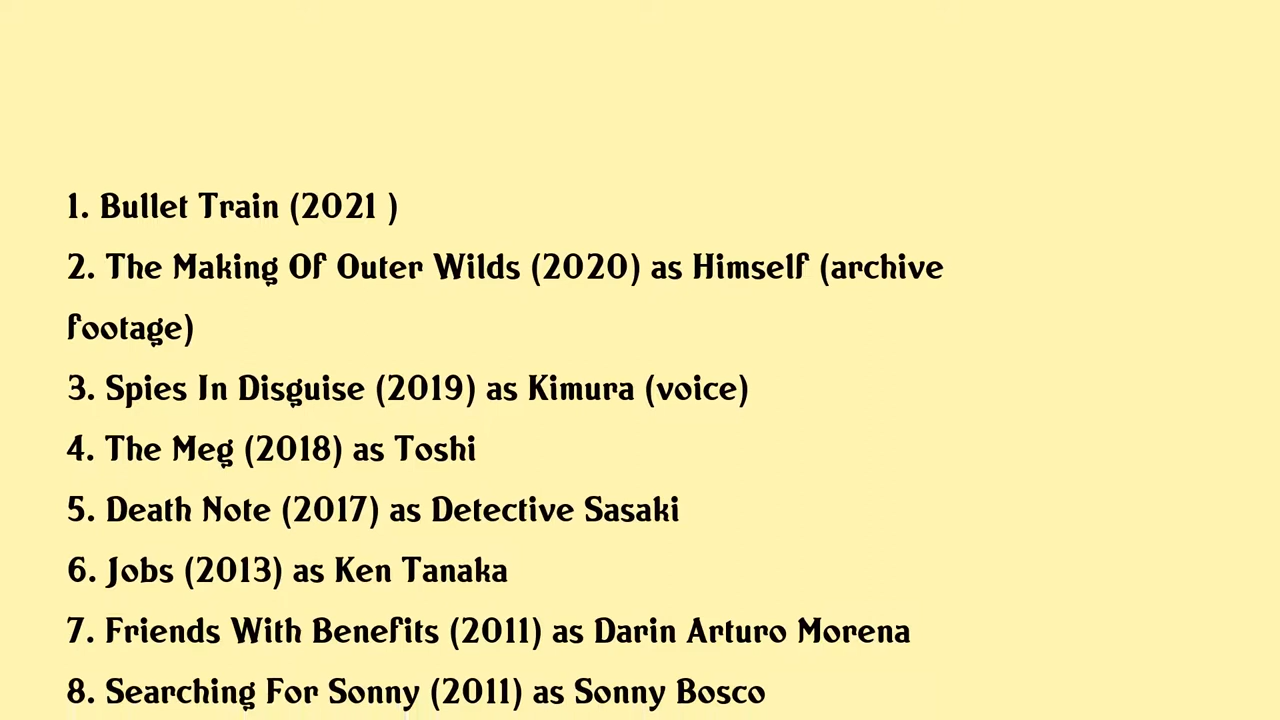 1. Bullet Train (2021 )
2. The Making Of Outer Wilds (2020) as Himself (archive
footage)
3. Spies In Disguise (2019) as Kimura (voice)
4. The Meg (2018) as Toshi
5. Death Note (2017) as Detective Sasaki
6. Jobs (2013) as Ken Tanaka
7. Friends With Benefits (2011) as Darin Arturo Morena
8. Searching For Sonny (2011) as Sonny Bosco